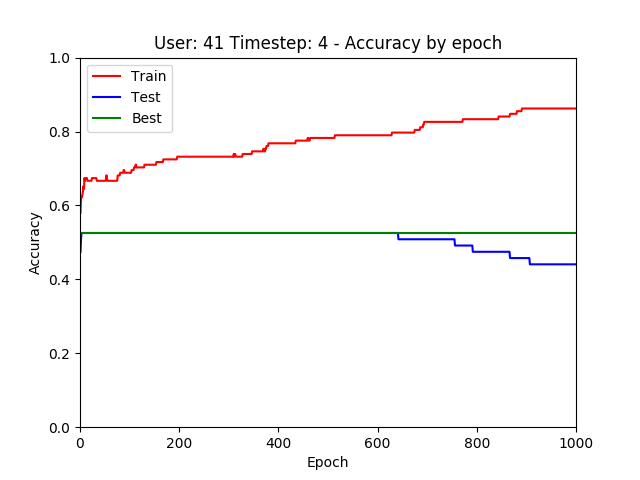 User: 41 Timestep: 4 - Accuracy by epoch
Train
Test
Best
1.0
0.8
0.6
0.4
0.2
0.0
Accuracy
0 200 400 600 800 1000
Epoch